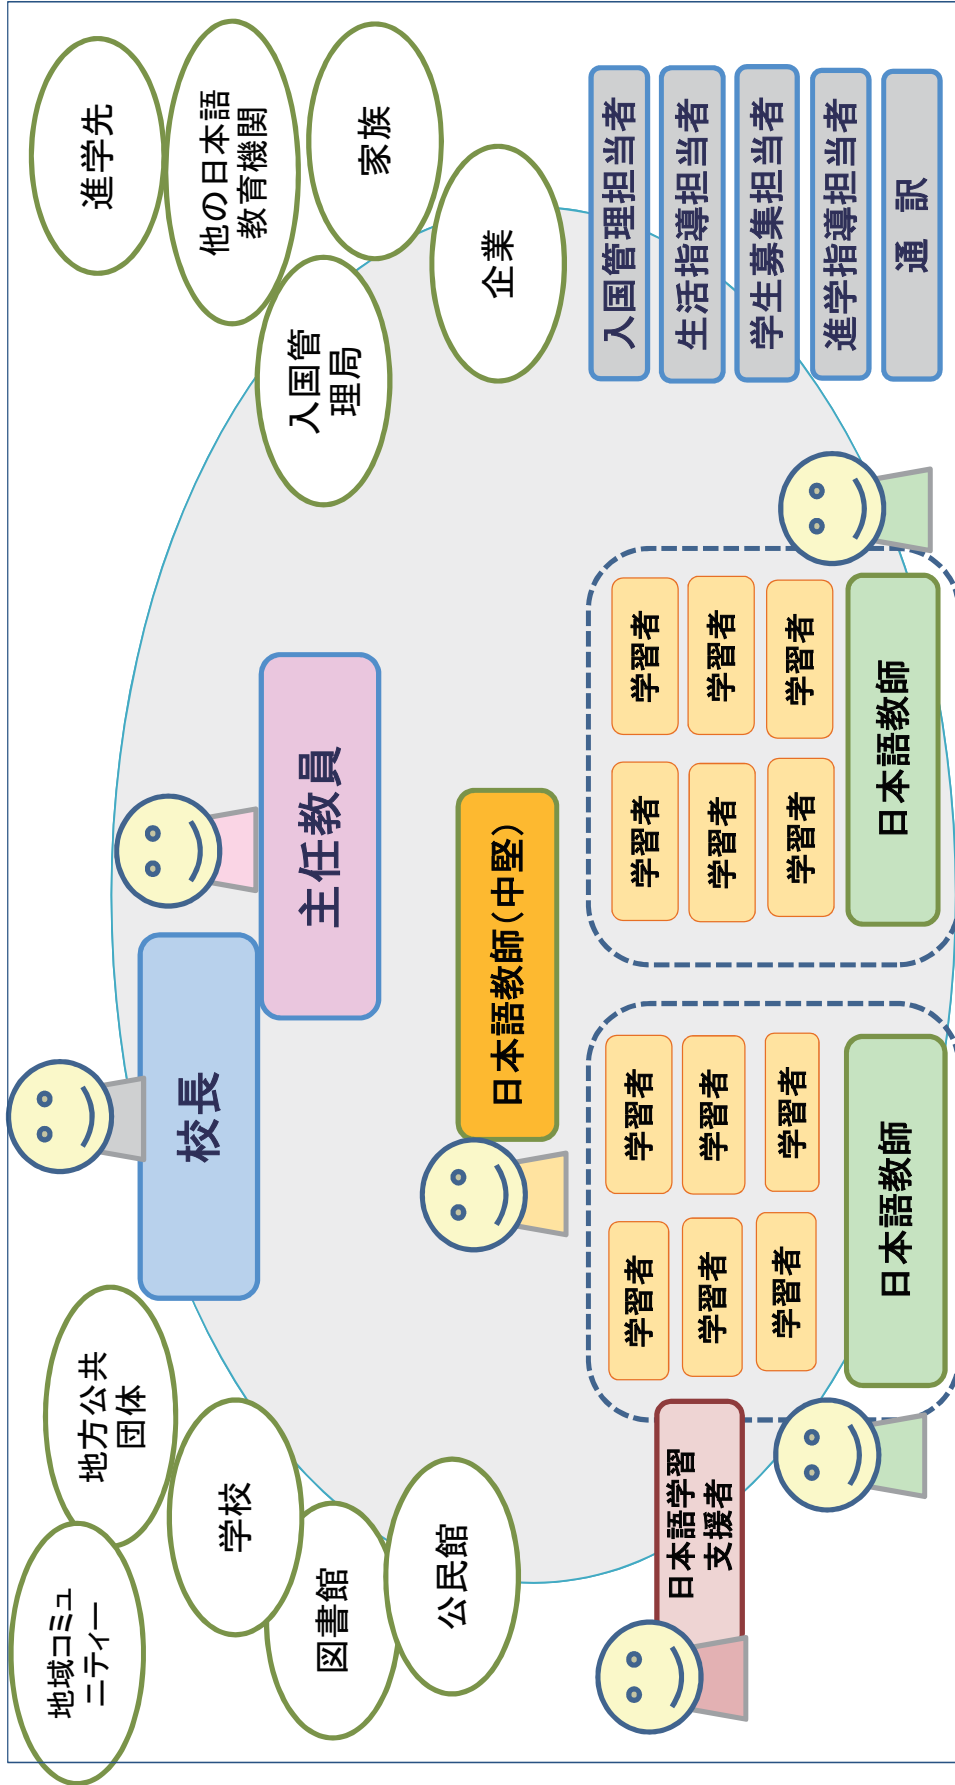 地域コミュ
ニティー
地方公共
団体
学校
図書館
公民館
校長
主任教員
進学先
他の日本語
教育機関
家族
入国管
理局
企業
日本語教師（中堅）
日本語学習
支援者
学習者
学習者
学習者
学習者
学習者
学習者
日本語教師
学習者
学習者
学習者
学習者
学習者
学習者
日本語教師
入国管理担当者
生活指導担当者
学生募集担当者
進学指導担当者
通　訳